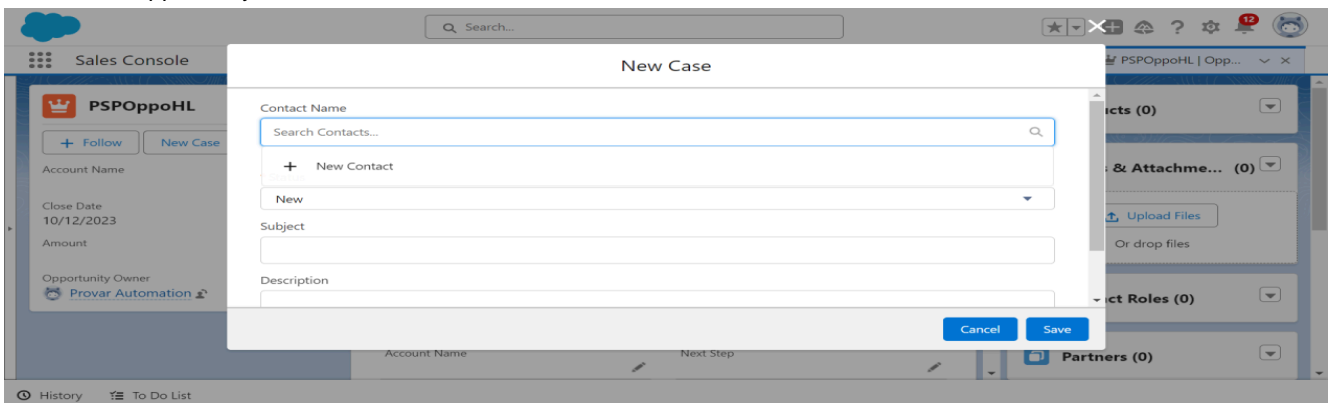 Search...
12
Sales Console
PSPOppoHL | Opp...
New Case
PSPOppoHL
+ Follow
New Case
Account Name
Close Date
10/12/2023
Amount
Opportunity Owner
Provar Automation
Contact Name
Search Contacts...
+ New Contact
New
Subject
Description
Cancel
Save
Account Name
Next Step
ucts (0)
& Attachme... (0)
Upload Files
Or drop files
ct Roles (0)
Partners (0)
History
To Do List